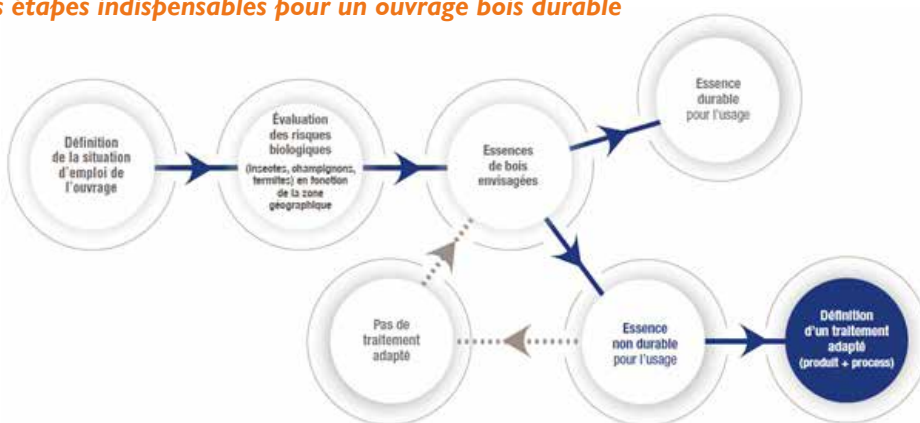 s étapes indispensables pour un ouvrage bois durable
Définition
de la situation
d'emploi de
l'ouvrage
Évaluation
des risques
biologiques
(insectes, champignons,
termites) en fonction
de la zone
géographique
Essences
de bois
envisagées
Essence
durable
pour l'usage
Pas de
traitement
adapté
Essence
non durable
pour l'usage
Définition
d'un traitement
adapté
(produit + process)